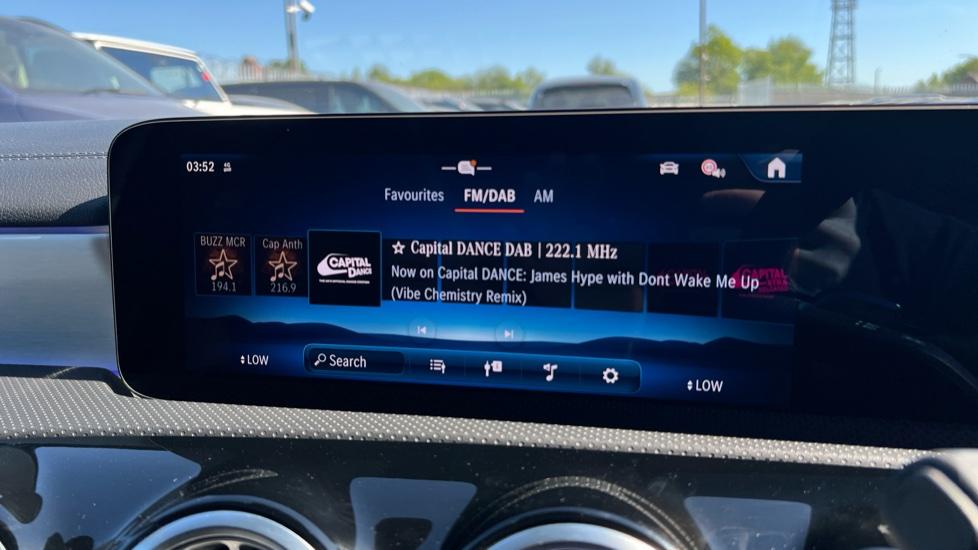 03:52
Favourites FM/DAB AM
BUZZ MCR
194.1
Cap Anth
216.9
CAPITAL
DANCE
☆ Capital DANCE DAB | 222.1 MHz
Now on Capital DANCE: James Hype with Dont Wake Me Up
(Vibe Chemistry Remix)
CAPITAL
LOW
Search
LOW